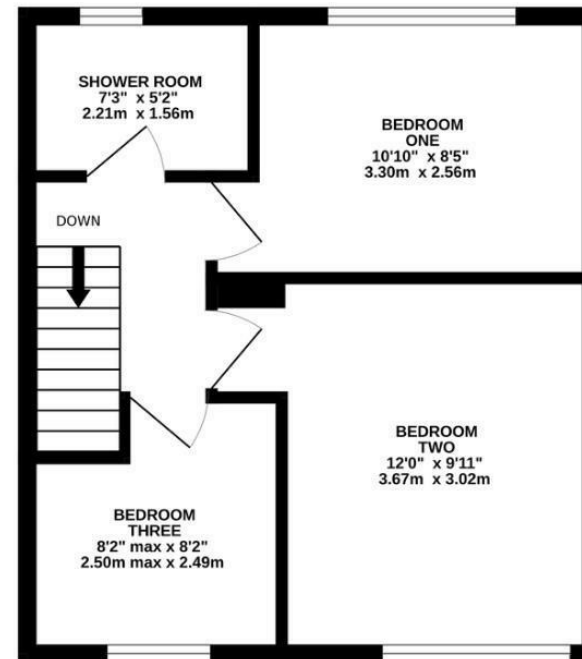 SHOWER ROOM
7'3" x 5'2"
2.21m x 1.56m
BEDROOM
ONE
10'10" x 8'5"
3.30m x 2.56m
DOWN
BEDROOM
TWO
12'0" x 9'11"
3.67m x 3.02m
BEDROOM
THREE
8'2" max x 8'2"
2.50m max x 2.49m